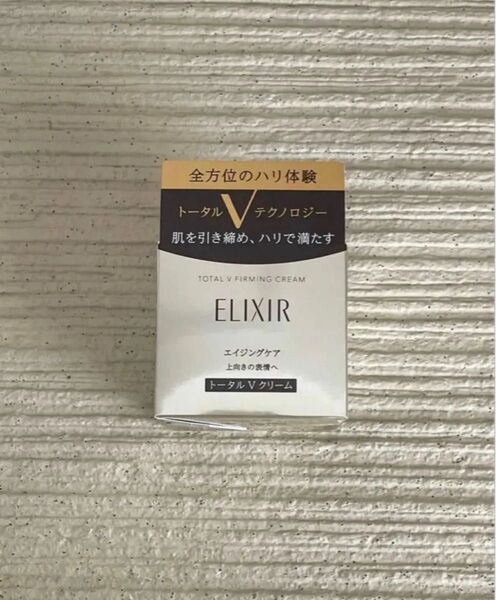 全方位のハリ体験
トータル V テクノロジー
肌を引き締め、ハリで満たす
TOTAL V FIRMING CREAM
ELIXIR
エイジングケア
上向きの表情へ
トータル V クリーム